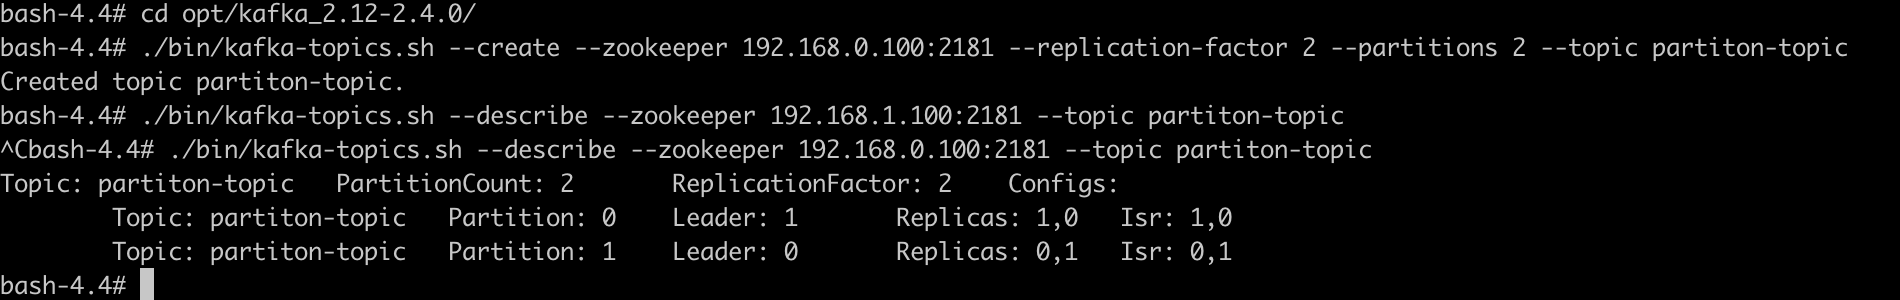 bash-4.4# cd opt/kafka_2.12-2.4.0/
bash-4.4# ./bin/kafka-topics.sh --create --zookeeper 192.168.0.100:2181 --replication-factor 2 --partitions 2 --topic partiton-topic
Created topic partiton-topic.
bash-4.4# ./bin/kafka-topics.sh --describe --zookeeper 192.168.1.100:2181 --topic partiton-topic
^Cbash-4.4# ./bin/kafka-topics.sh --describe --zookeeper 192.168.0.100:2181 --topic partiton-topic
Topic: partiton-topic   PartitionCount: 2       ReplicationFactor: 2    Configs:
        Topic: partiton-topic   Partition: 0    Leader: 1       Replicas: 1,0   Isr: 1,0
        Topic: partiton-topic   Partition: 1    Leader: 0       Replicas: 0,1   Isr: 0,1
bash-4.4#